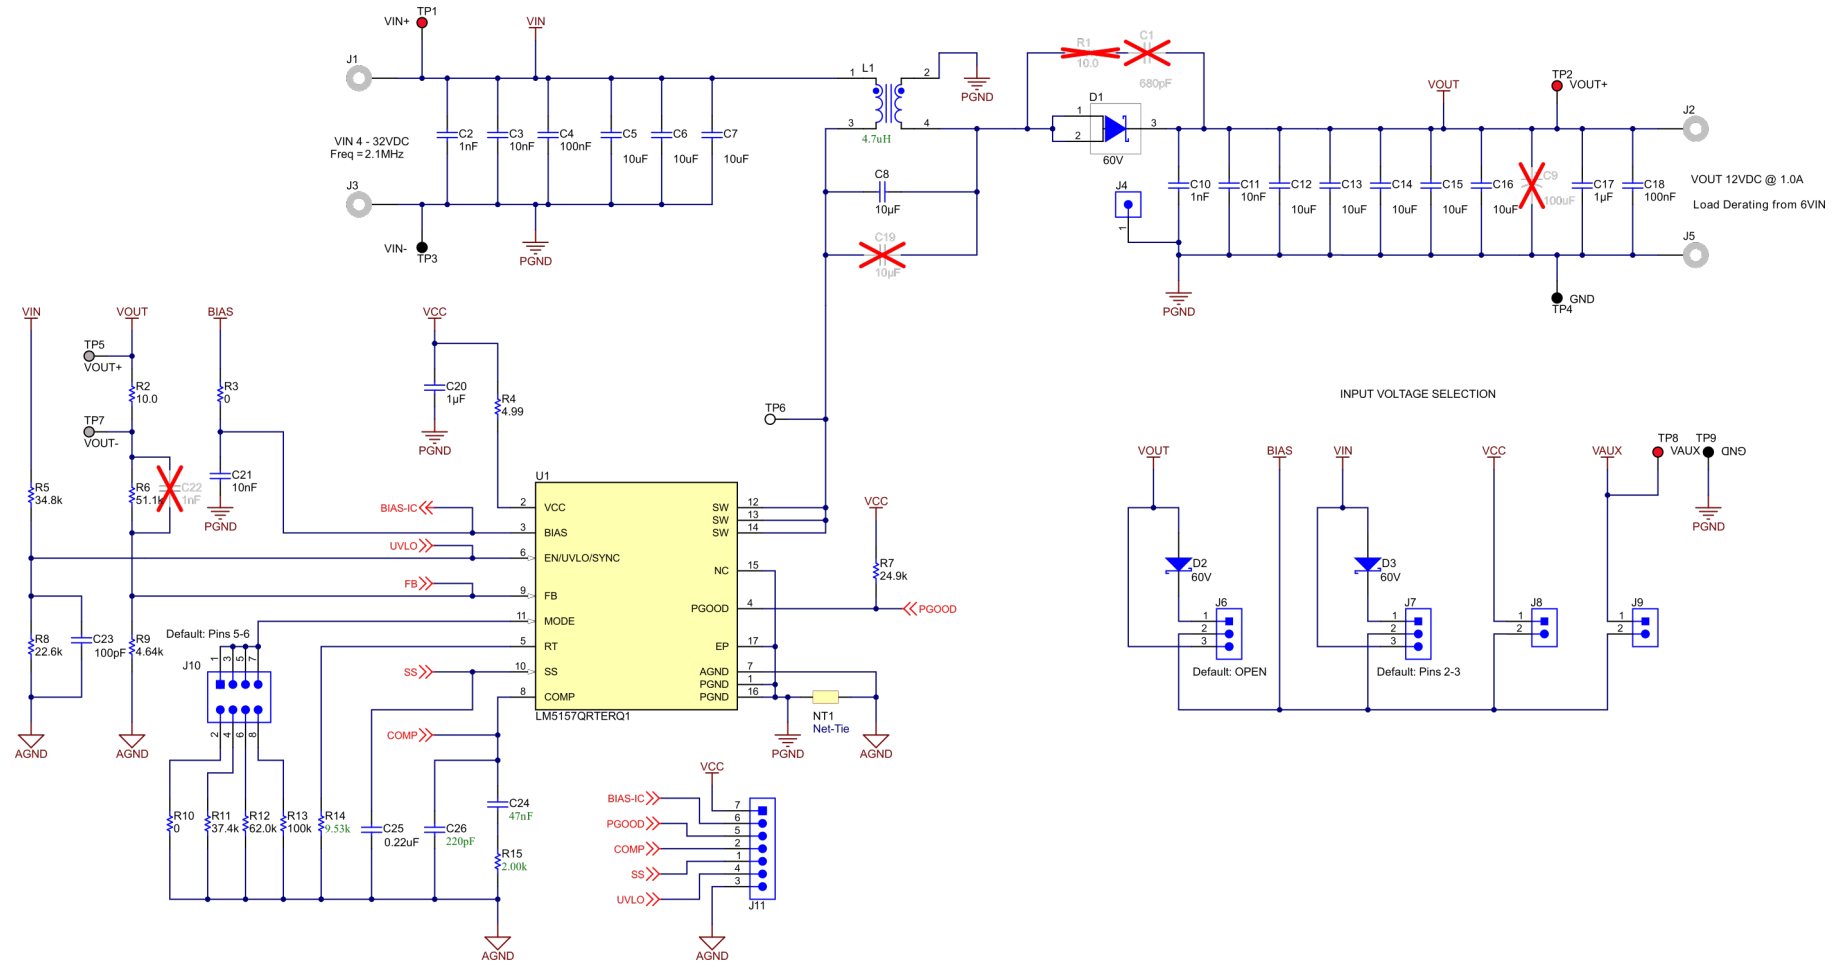 VIN+
TP1
VIN
J1
VIN 4 - 32VDC
Freq = 2.1MHz
J3
VIN-
TP3
PGND
C2
1nF
C3
10nF
C4
100nF
C5
10uF
C6
10uF
C7
10uF
L1
1
2
3
4
4.7uH
PGND
C8
10µF
C19
10µF
R1
10.0
C1
680pF
D1
1
2
3
60V
J4
1
PGND
C10
1nF
C11
10nF
C12
10uF
C13
10uF
C14
10uF
C15
10uF
C16
10uF
C9
100uF
C17
1µF
C18
100nF
VOUT
TP2
VOUT+
J2
VOUT 12VDC @ 1.0A
Load Derating from 6VIN
J5
GND
TP4
VIN
VOUT
BIAS
VCC
TP5
VOUT+
R2
10.0
TP7
VOUT-
R3
0
C20
1µF
PGND
R4
4.99
TP6
R5
34.8k
R6
51.1k
C22
1nF
C21
10nF
PGND
R8
22.6k
C23
100pF
R9
4.64k
AGND
AGND
BIAS-IC
UVLO
FB
SS
COMP
U1
2
VCC
3
BIAS
6
EN/UVLO/SYNC
9
FB
11
MODE
5
RT
10
SS
8
COMP
SW
12
SW
13
SW
14
NC
15
PGOOD
4
EP
17
AGND
7
PGND
1
PGND
16
LM5157QRTERQ1
VCC
R7
24.9k
PGOOD
NT1
Net-Tie
PGND
AGND
Default: Pins 5-6
J10
1
3
5
7
2
4
6
8
R10
0
R11
37.4k
R12
62.0k
R13
100k
R14
9.53k
C25
0.22uF
C26
220pF
C24
47nF
R15
2.00k
AGND
VCC
BIAS-IC
PGOOD
COMP
SS
UVLO
7
6
5
2
1
4
3
J11
AGND
INPUT VOLTAGE SELECTION
VOUT
BIAS
VIN
VCC
VAUX
TP8
VAUX
TP9
GND
PGND
D2
60V
J6
1
2
3
Default: OPEN
D3
60V
J7
1
2
3
Default: Pins 2-3
J8
1
2
J9
1
2